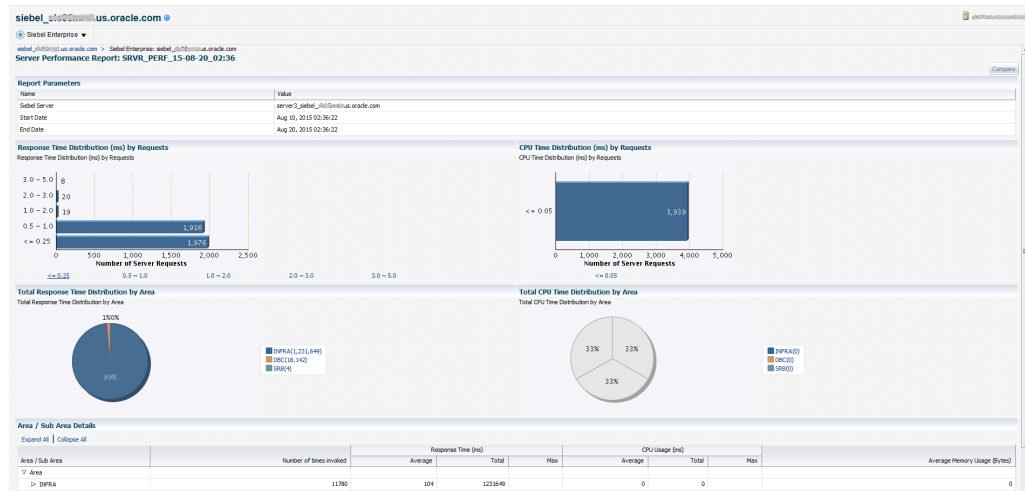 siebel_ us.oracle.com
Siebel Enterprise
siebel_ us.oracle.com > Siebel Enterprise: siebel_ us.oracle.com
Server Performance Report: SRVR_PERF_15-08-20_02:36
Compare
Report Parameters
Name Value
Siebel Server server3_siebel_ us.oracle.com
Start Date Aug 10, 2015 02:36:22
End Date Aug 20, 2015 02:36:22
Response Time Distribution (ms) by Requests
Response Time Distribution (ms) by Requests
3.0 ~ 5.0 8
2.0 ~ 3.0 20
1.0 ~ 2.0 19
0.5 ~ 1.0 1,916
<= 0.25 1,976
0 500 1,000 1,500 2,000 2,500
Number of Server Requests
<=0.25 0.5 ~ 1.0 1.0 ~ 2.0 2.0 ~ 3.0 3.0 ~ 5.0
CPU Time Distribution (ms) by Requests
CPU Time Distribution (ms) by Requests
<= 0.05 3,939
0 1,000 2,000 3,000 4,000 5,000
Number of Server Requests
<=0.05
Total Response Time Distribution by Area
Total Response Time Distribution by Area
1%0%
99%
INFRA(1,231,649)
DBC(18,142)
SRB(4)
Total CPU Time Distribution by Area
Total CPU Time Distribution by Area
33% 33%
33%
INFRA(0)
DBC(0)
SRB(0)
Area / Sub Area Details
Expand All Collapse All
Response Time (ms) CPU Usage (ms)
Area / Sub Area Number of times invoked Average Total Max Average Total Max Average Memory Usage (Bytes)
Area
INFRA 11780 104 1231649 0 0 0